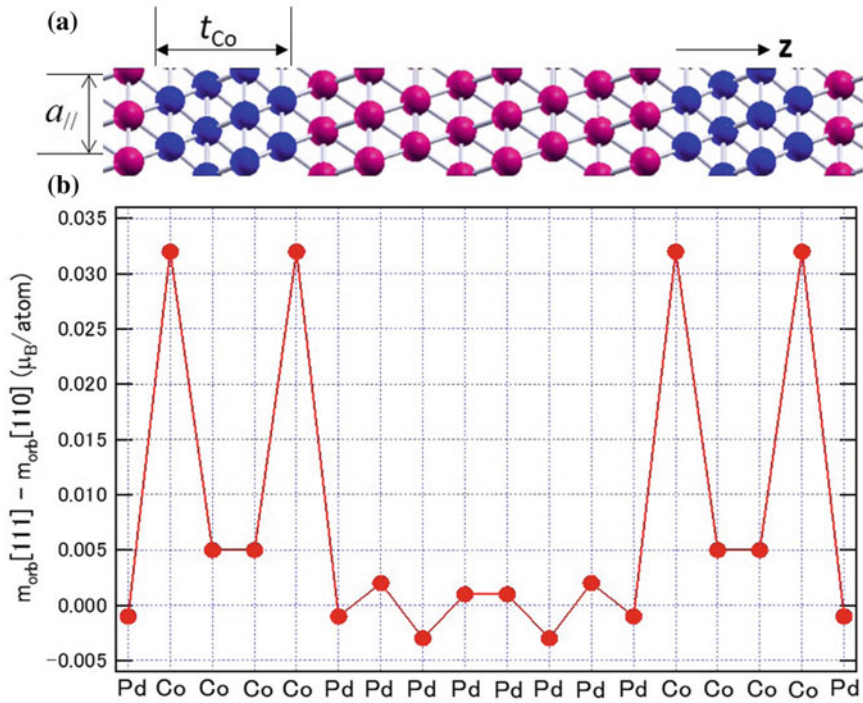 (a)
t_Co
z
a_//
(b)
m_orb[111] − m_orb[110] (μ_B/atom)
0.035
0.030
0.025
0.020
0.015
0.010
0.005
0.000
-0.005
Pd Co Co Co Co Pd Pd Pd Pd Pd Pd Pd Pd Co Co Co Co Pd